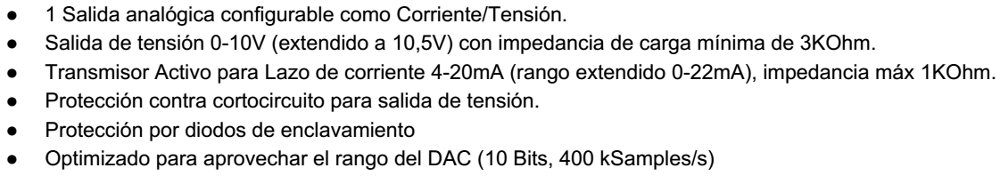 ● 1 Salida analógica configurable como Corriente/Tensión.
● Salida de tensión 0-10V (extendido a 10,5V) con impedancia de carga mínima de 3KOhm.
● Transmisor Activo para Lazo de corriente 4-20mA (rango extendido 0-22mA), impedancia máx 1KOhm.
● Protección contra cortocircuito para salida de tensión.
● Protección por diodos de enclavamiento
● Optimizado para aprovechar el rango del DAC (10 Bits, 400 kSamples/s)